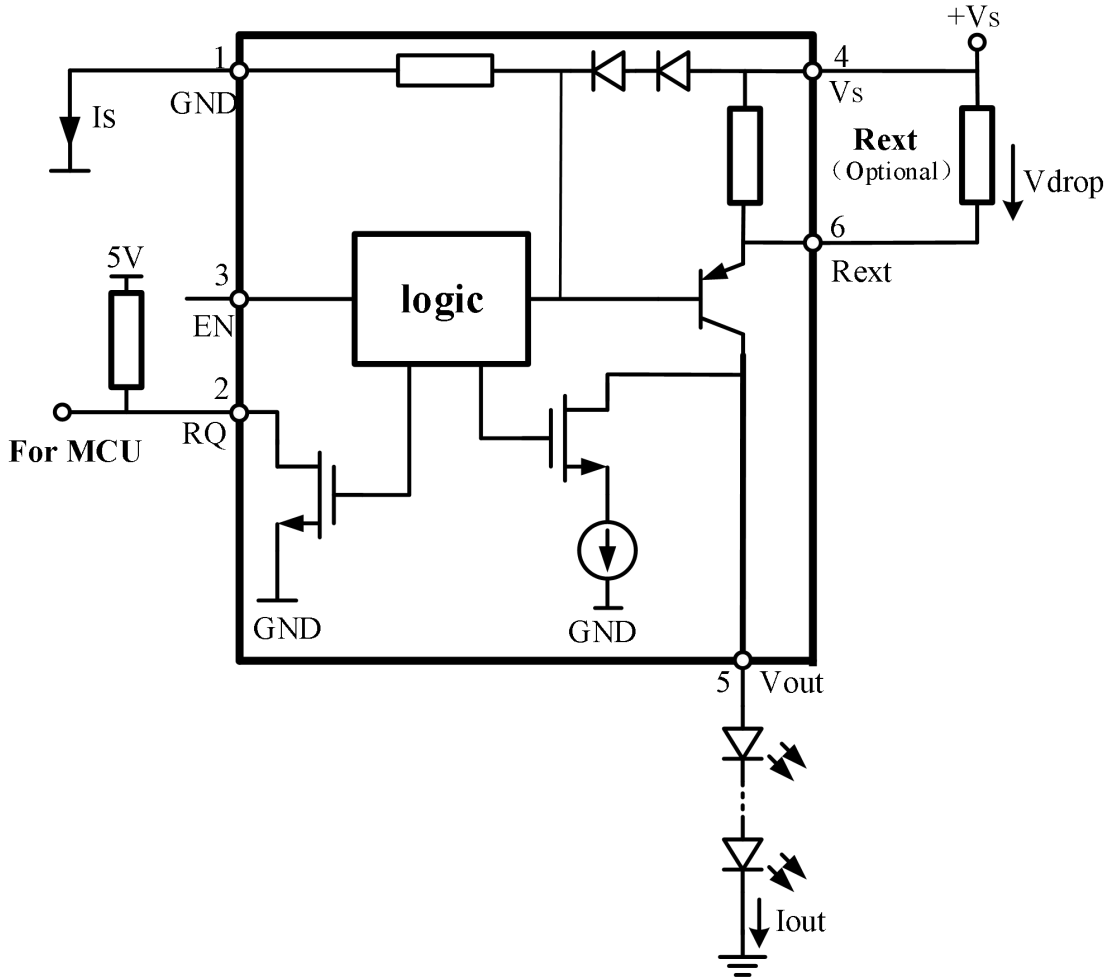 +Vs
1
4
GND
Vs
Is
Rext
（Optional）
Vdrop
6
Rext
5V
3
logic
EN
2
RQ
For MCU
GND
GND
5
Vout
Iout